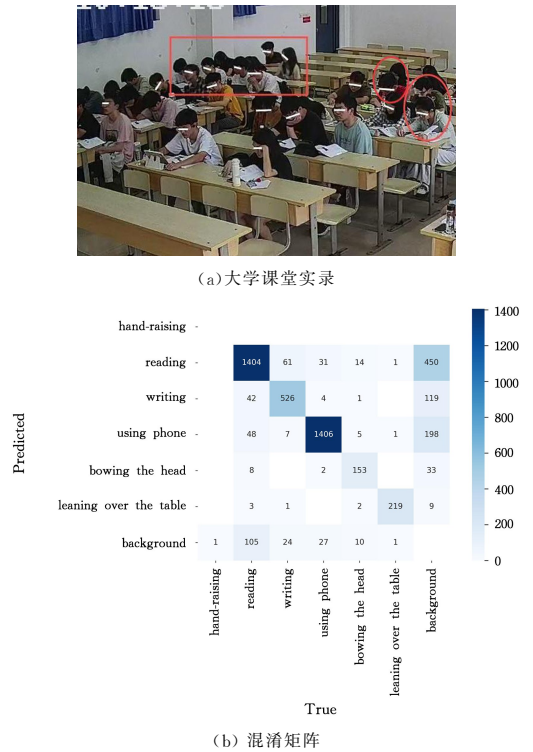 (a)大学课堂实录
hand-raising
reading 1404 61 31 14 1 450
writing 42 526 4 1 119
using phone 48 7 1406 5 1 198
bowing the head 8 2 153 33
leaning over the table 3 1 2 219 9
background 1 105 24 27 10 1
Predicted
hand-raising
reading
writing
using phone
bowing the head
leaning over the table
background
True
1400
1200
1000
800
600
400
200
0
(b) 混淆矩阵